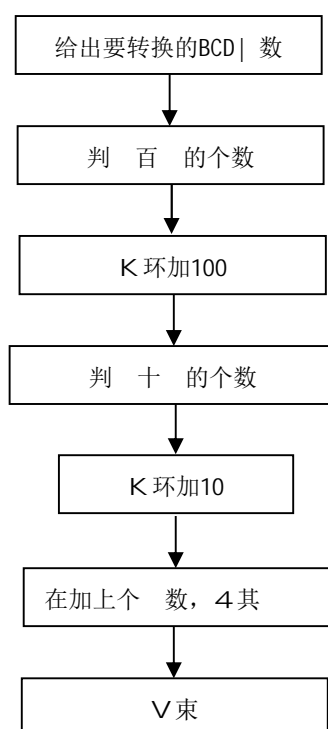 给出要转换的BCD| 数
判 百 的个数
K环加100
判 十 的个数
K环加10
在加上个 数，4其
V束